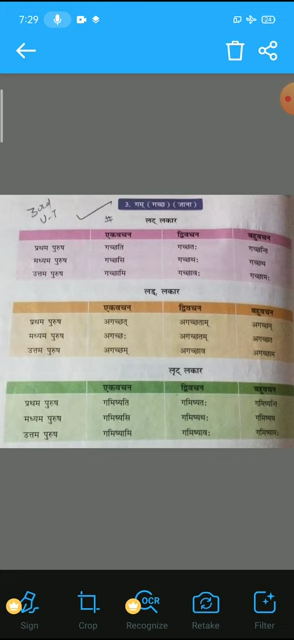 7:29
3rd
U.T
3. गम् ( गच्छ ) ( जाना )
लट् लकार
एकवचन द्विवचन बहुवचन
प्रथम पुरुष गच्छति गच्छतः गच्छन्ति
मध्यम पुरुष गच्छसि गच्छथः गच्छथ
उत्तम पुरुष गच्छामि गच्छावः गच्छामः
लङ् लकार
एकवचन द्विवचन बहुवचन
प्रथम पुरुष अगच्छत् अगच्छताम् अगच्छन्
मध्यम पुरुष अगच्छः अगच्छतम् अगच्छत
उत्तम पुरुष अगच्छम् अगच्छाव अगच्छाम
लृट् लकार
एकवचन द्विवचन बहुवचन
प्रथम पुरुष गमिष्यति गमिष्यतः गमिष्यन्ति
मध्यम पुरुष गमिष्यसि गमिष्यथः गमिष्यथ
उत्तम पुरुष गमिष्यामि गमिष्यावः गमिष्यामः
OCR
Sign Crop Recognize Retake Filter